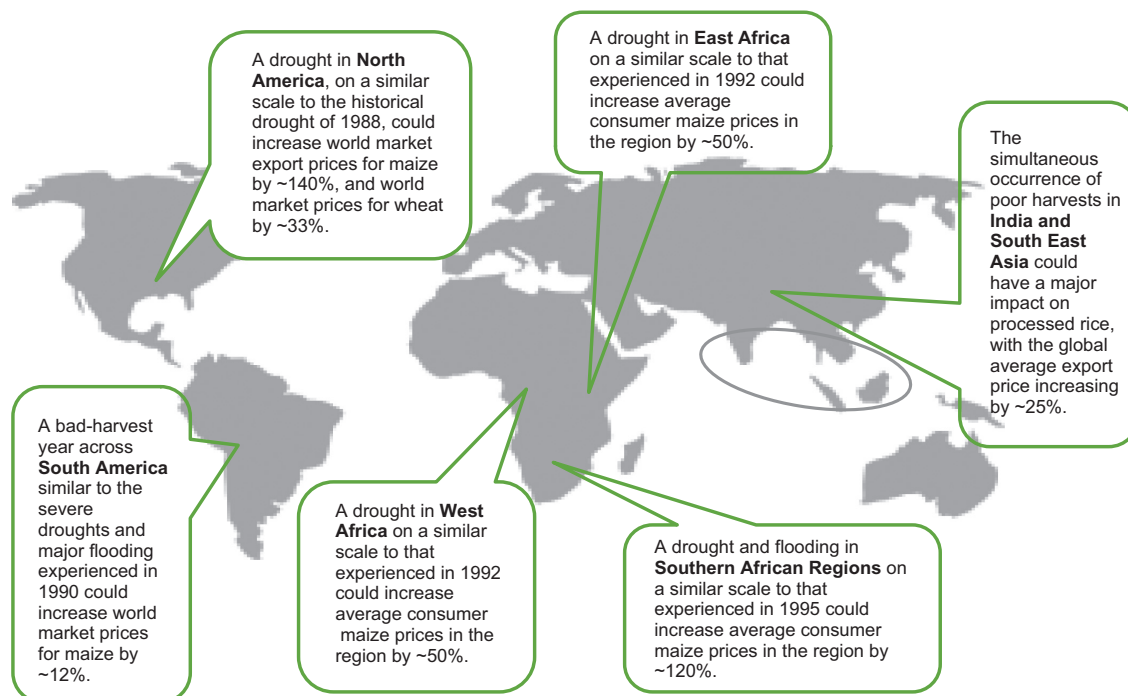 A drought in North
America, on a similar
scale to the historical
drought of 1988, could
increase world market
export prices for maize
by ~140%, and world
market prices for wheat
by ~33%.
A drought in East Africa
on a similar scale to that
experienced in 1992 could
increase average
consumer maize prices in
the region by ~50%.
The
simultaneous
occurrence of
poor harvests in
India and
South East
Asia could
have a major
impact on
processed rice,
with the global
average export
price increasing
by ~25%.
A bad-harvest
year across
South America
similar to the
severe
droughts and
major flooding
experienced in
1990 could
increase world
market prices
for maize by
~12%.
A drought in West
Africa on a similar
scale to that
experienced in 1992
could increase
average consumer
maize prices in the
region by ~50%.
A drought and flooding in
Southern African Regions on
a similar scale to that
experienced in 1995 could
increase average consumer
maize prices in the region by
~120%.